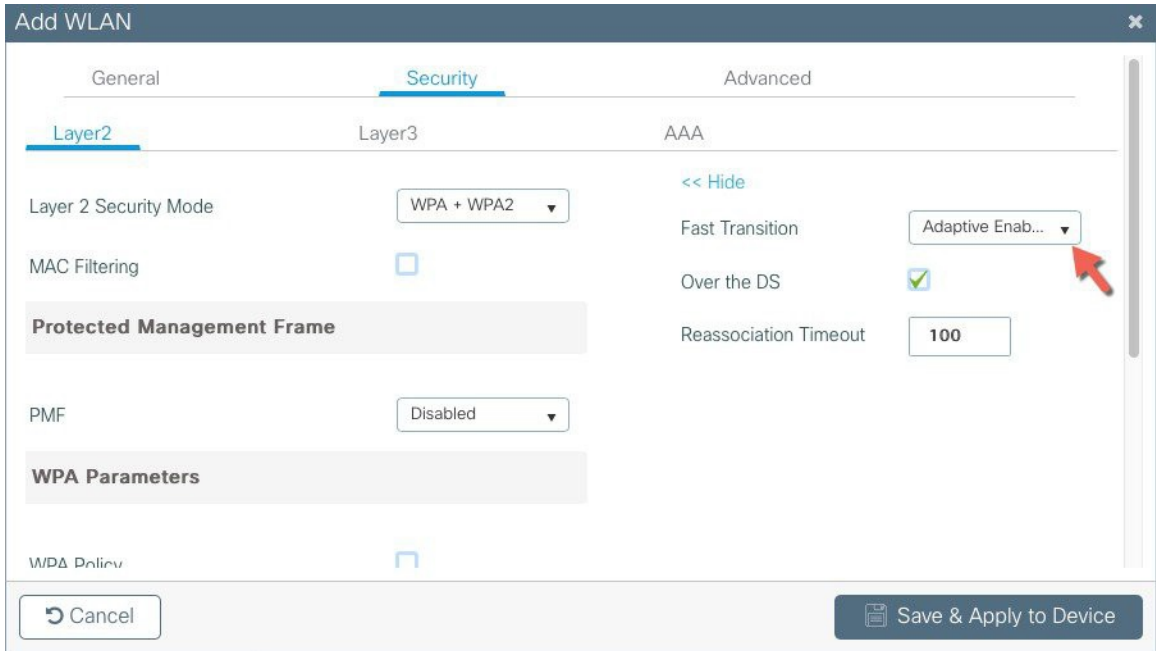 Add WLAN
General Security Advanced
Layer2 Layer3 AAA
<< Hide
Layer 2 Security Mode WPA + WPA2
Fast Transition Adaptive Enab...
MAC Filtering
Over the DS
Protected Management Frame
Reassociation Timeout 100
PMF Disabled
WPA Parameters
WPA Policy
Cancel Save & Apply to Device